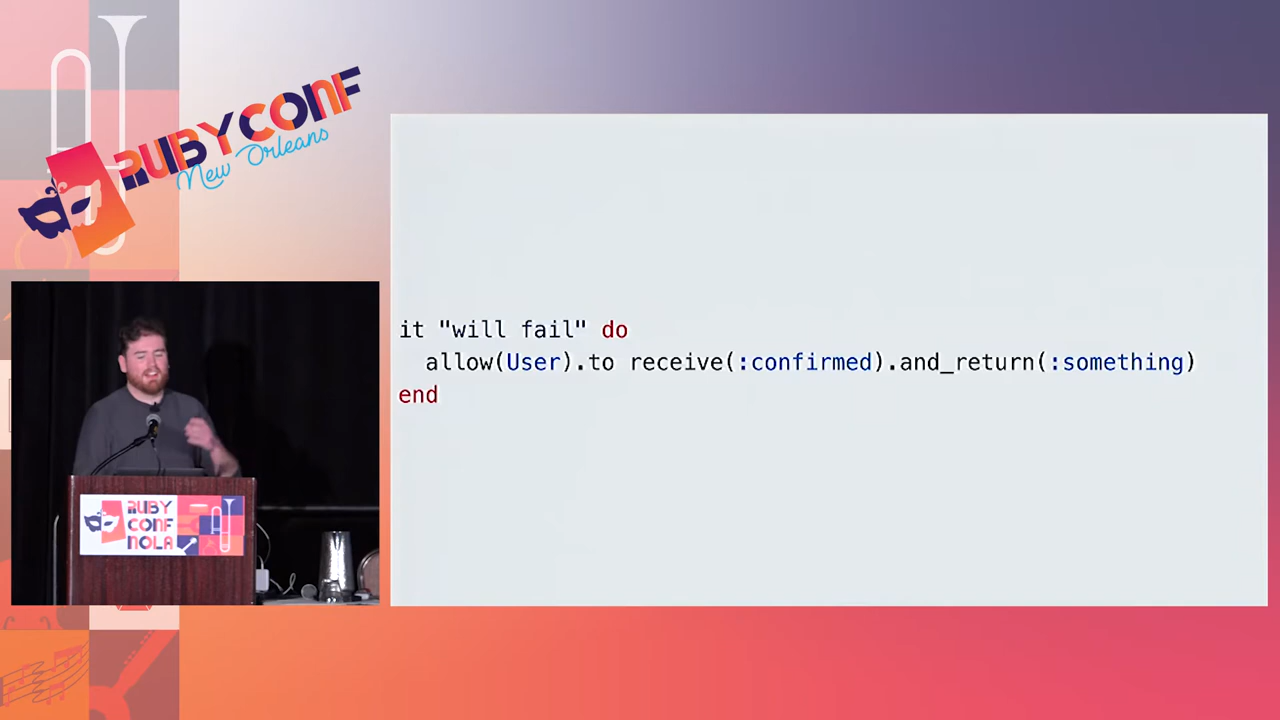 RUBYCONF
New Orleans
it "will fail" do
allow(User).to receive(:confirmed).and_return(:something)
end
RUBY
CONF
NOLA